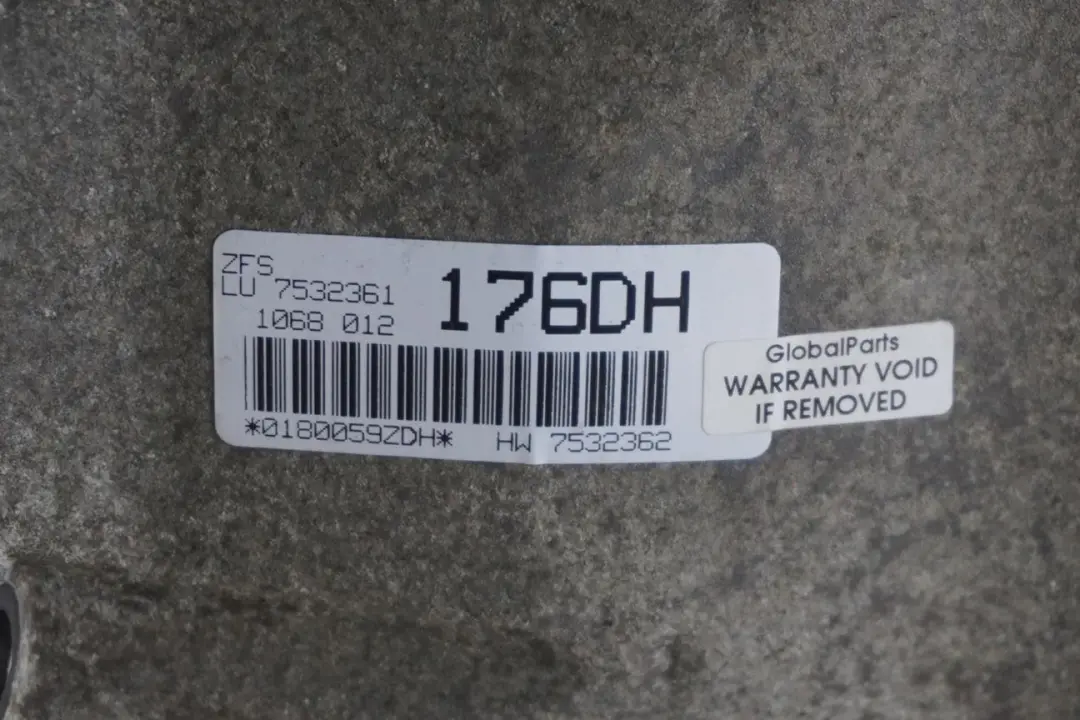 ZFS
LU 7532361
1068 012
176DH
*0180059ZDH*
HW 7532362
GlobalParts
WARRANTY VOID
IF REMOVED